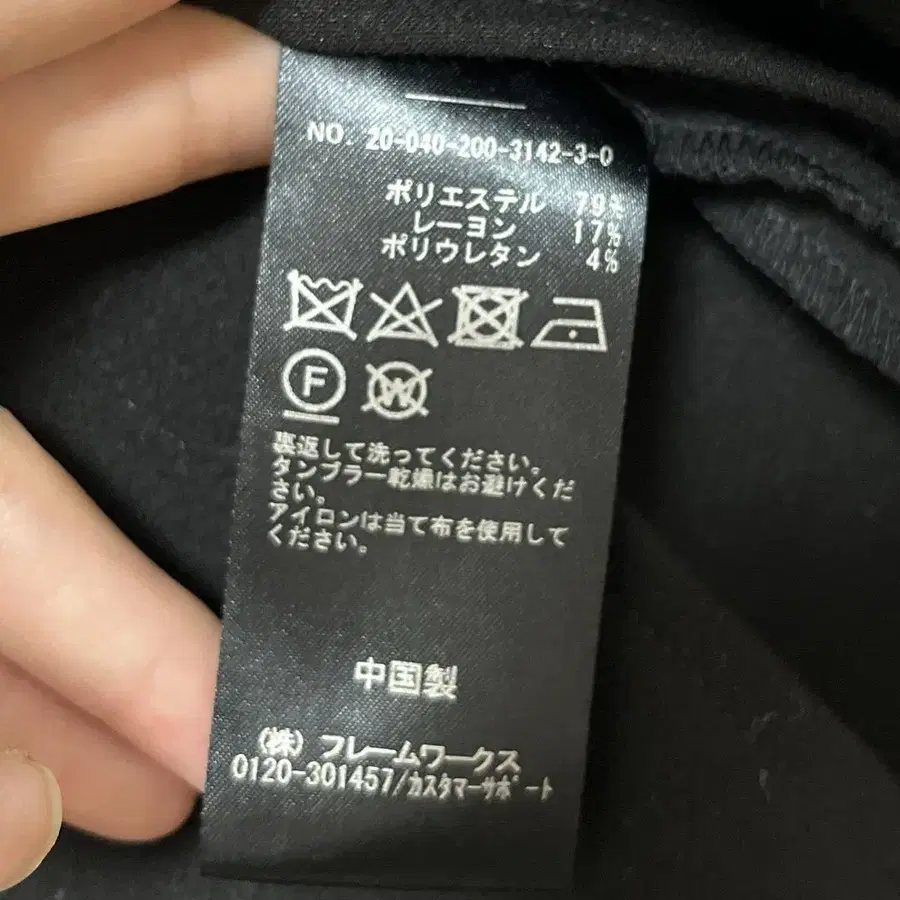 NO. 20-040-200-3142-3-0
ポリエステル 79%
レーヨン 17%
ポリウレタン 4%
F W
裏返して洗ってください。
タンブラー乾燥はお避けくだ
さい。
アイロンは当て布を使用して
ください。
中国製
(株) フレームワークス
0120-301457/ｶｽﾀﾏｰｻﾎﾟｰﾄ